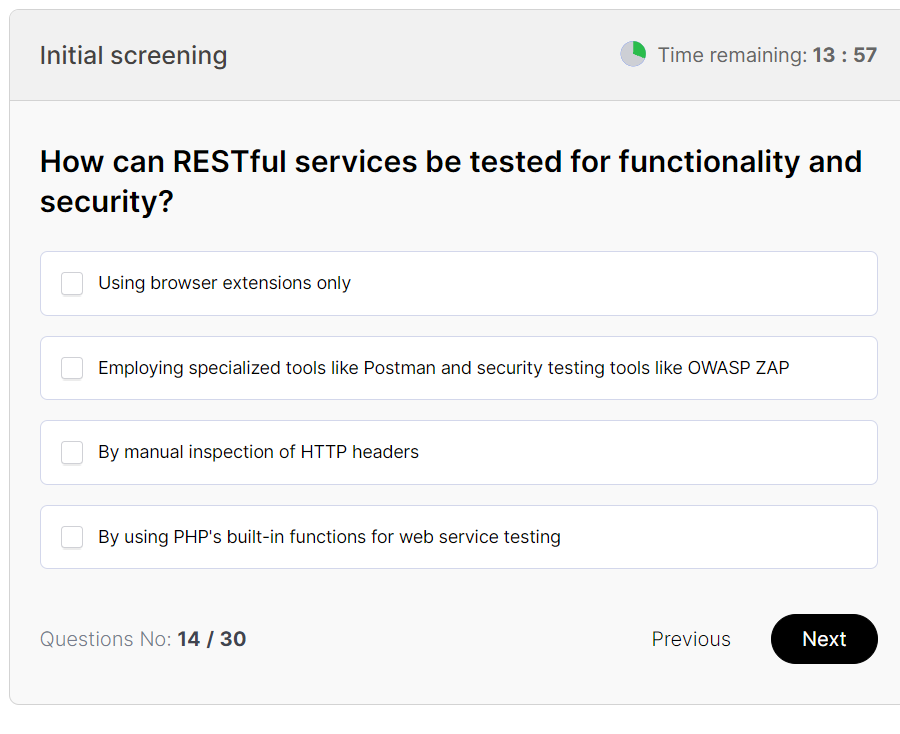 Initial screening
Time remaining: 13 : 57
How can RESTful services be tested for functionality and
security?
Using browser extensions only
Employing specialized tools like Postman and security testing tools like OWASP ZAP
By manual inspection of HTTP headers
By using PHP's built-in functions for web service testing
Questions No: 14 / 30
Previous
Next